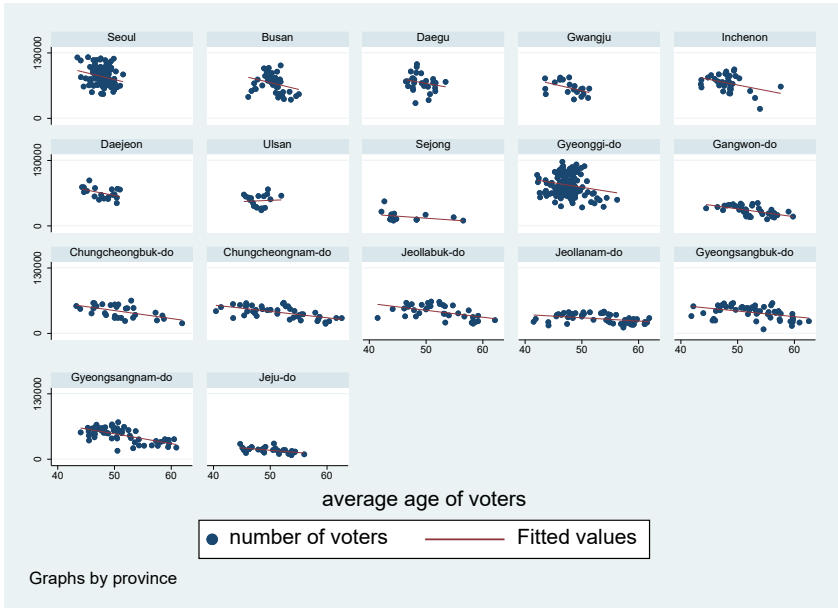 Seoul Busan Daegu Gwangju Inchenon
130000
0
Daejeon Ulsan Sejong Gyeonggi-do Gangwon-do
130000
0
Chungcheongbuk-do Chungcheongnam-do Jeollabuk-do Jeollanam-do Gyeongsangbuk-do
130000
0
40 50 60 40 50 60 40 50 60
Gyeongsangnam-do Jeju-do
130000
0
40 50 60 40 50 60
average age of voters
number of voters Fitted values
Graphs by province